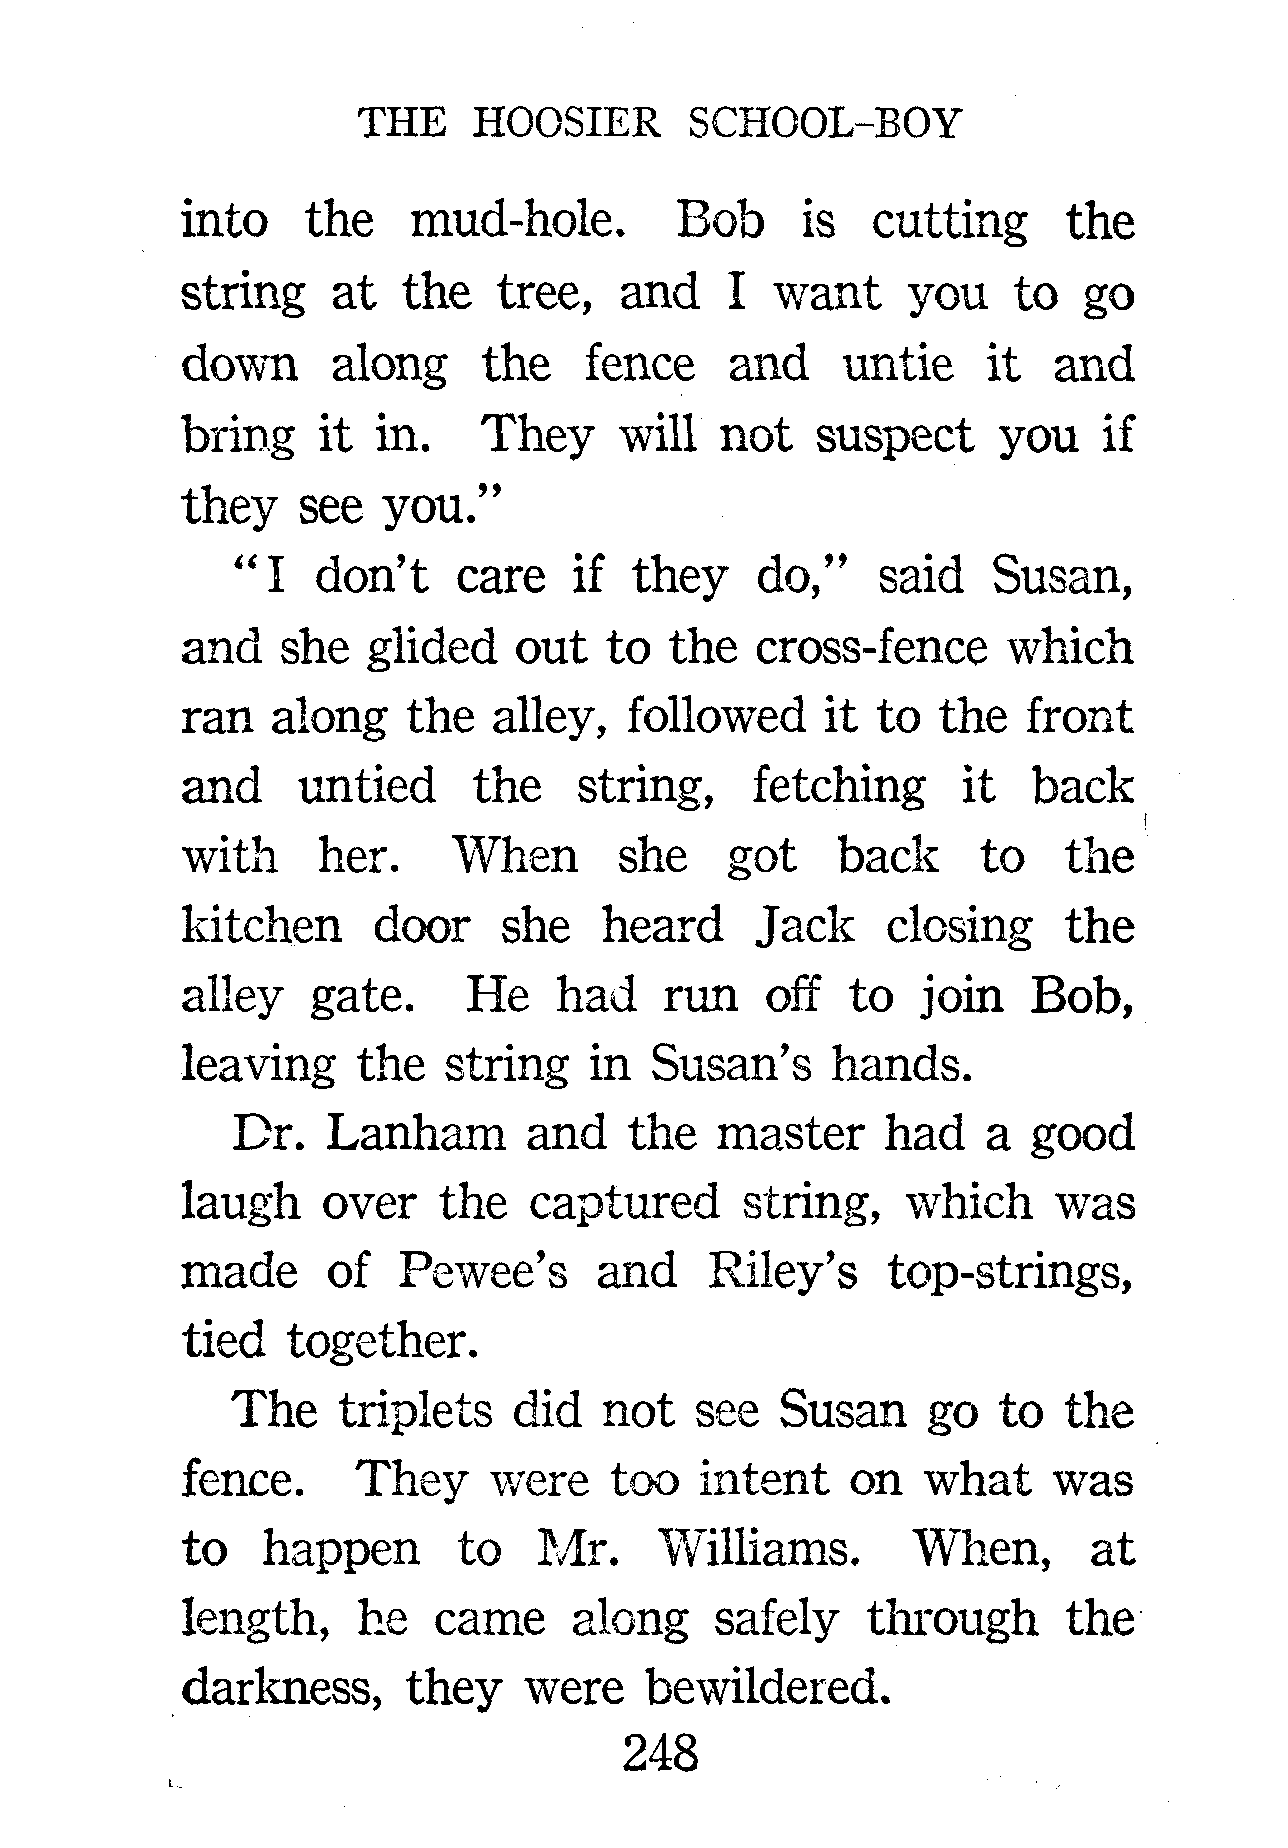 THE HOOSIER SCHOOL-BOY
into the mud-hole. Bob is cutting the
string at the tree, and I want you to go
down along the fence and untie it and
bring it in. They will not suspect you if
they see you.”
“I don’t care if they do,” said Susan,
and she glided out to the cross-fence which
ran along the alley, followed it to the front
and untied the string, fetching it back
with her. When she got back to the
kitchen door she heard Jack closing the
alley gate. He had run off to join Bob,
leaving the string in Susan’s hands.
Dr. Lanham and the master had a good
laugh over the captured string, which was
made of Pewee’s and Riley’s top-strings,
tied together.
The triplets did not see Susan go to the
fence. They were too intent on what was
to happen to Mr. Williams. When, at
length, he came along safely through the
darkness, they were bewildered.
248